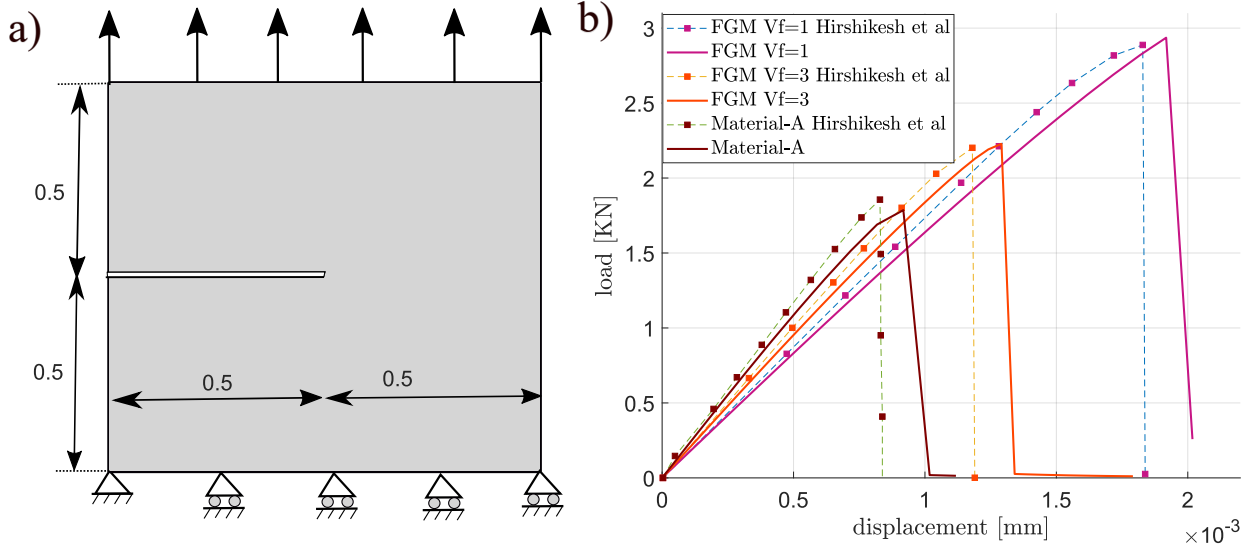 a)
0.5
0.5
0.5
0.5
b)
FGM Vf=1 Hirshikesh et al
FGM Vf=1
FGM Vf=3 Hirshikesh et al
FGM Vf=3
Material-A Hirshikesh et al
Material-A
load [KN]
3
2.5
2
1.5
1
0.5
0
0
0.5
1
1.5
2
×10⁻³
displacement [mm]